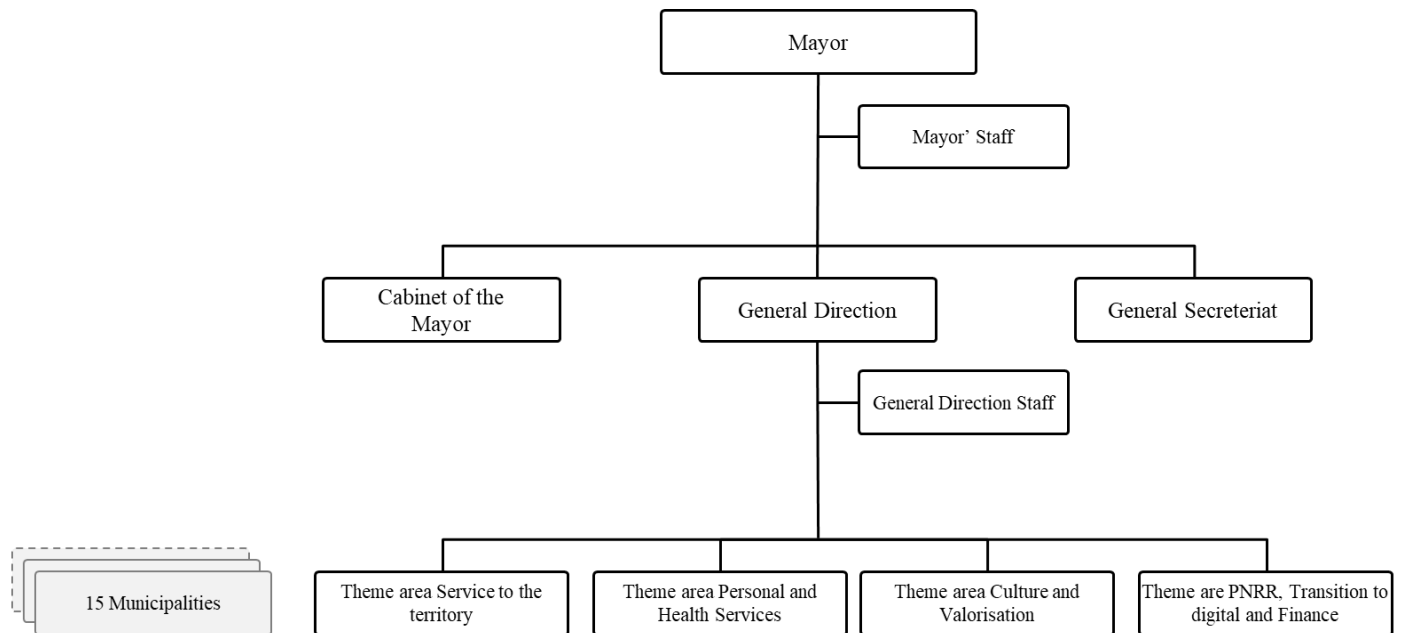 Mayor
Mayor’ Staff
Cabinet of the
Mayor
General Direction
General Secreteriat
General Direction Staff
15 Municipalities
Theme area Service to the
territory
Theme area Personal and
Health Services
Theme area Culture and
Valorisation
Theme are PNRR, Transition to
digital and Finance